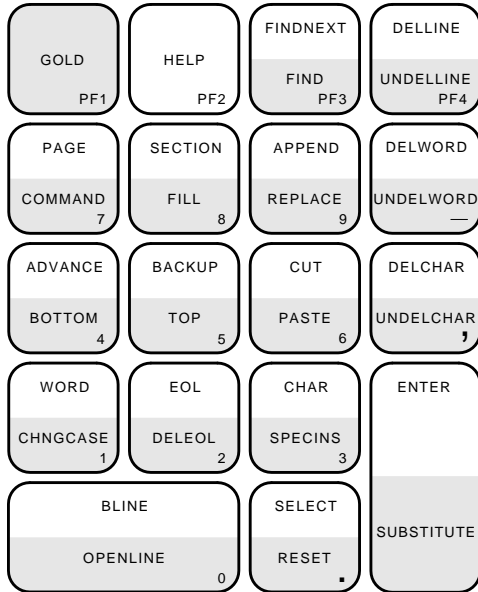 FINDNEXT DELLINE
GOLD HELP
FIND UNDELLINE
PF1 PF2 PF3 PF4
PAGE SECTION APPEND DELWORD
COMMAND FILL REPLACE UNDELWORD
7 8 9 —
ADVANCE BACKUP CUT DELCHAR
BOTTOM TOP PASTE UNDELCHAR
4 5 6 ,
WORD EOL CHAR ENTER
CHNGCASE DELEOL SPECINS
1 2 3
BLINE SELECT
SUBSTITUTE
OPENLINE RESET
0 .